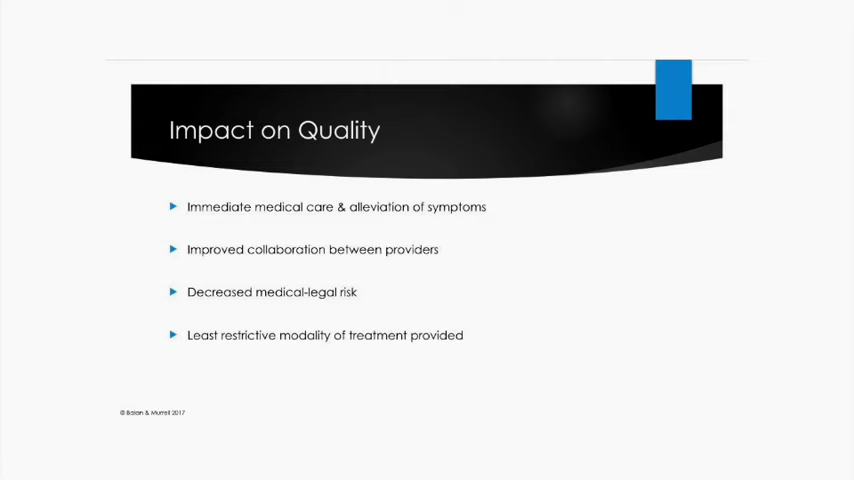 Impact on Quality
Immediate medical care & alleviation of symptoms
Improved collaboration between providers
Decreased medical-legal risk
Least restrictive modality of treatment provided
© Balan & Murrell 2017